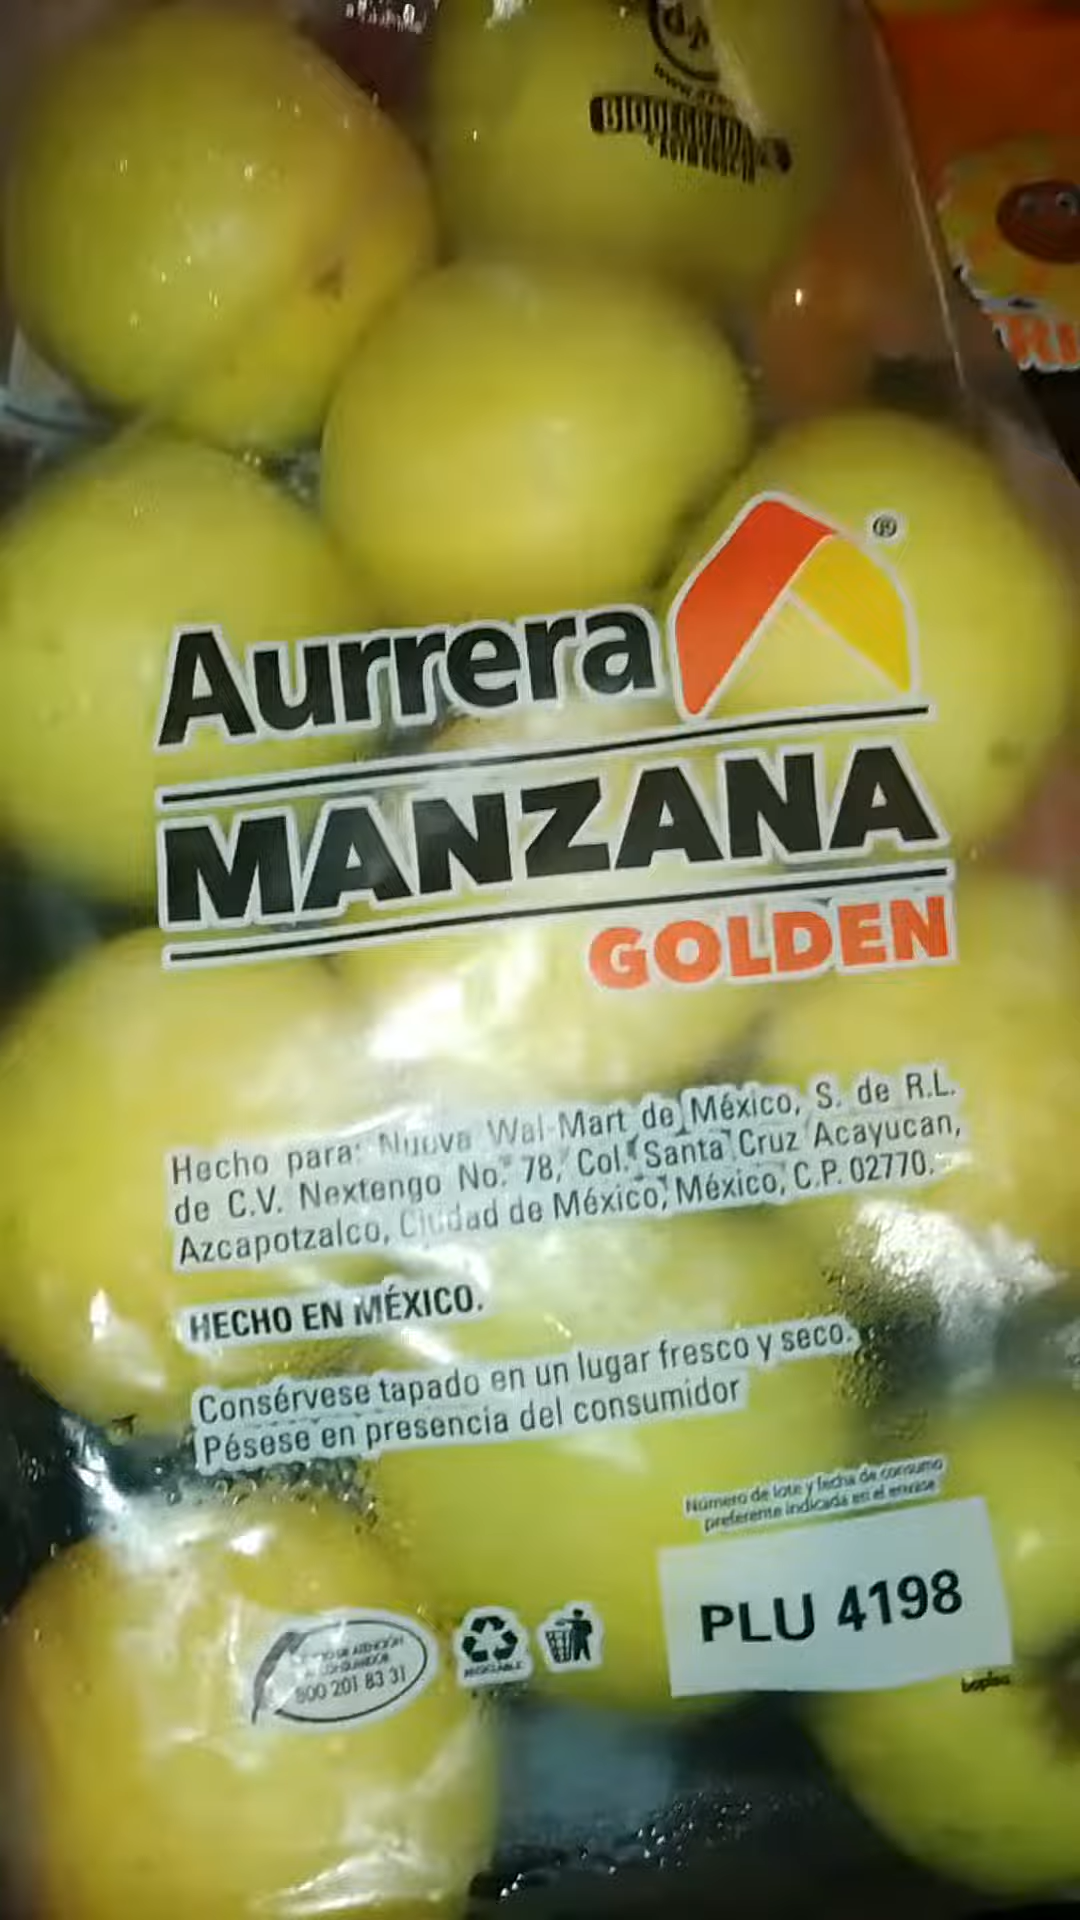 BIODEGRADABLE
Aurrera
®
MANZANA
GOLDEN
Hecho para: Nueva Wal-Mart de México, S. de R.L.
de C.V. Nextengo No. 78, Col. Santa Cruz Acayucan,
Azcapotzalco, Ciudad de México, México, C.P. 02770.
HECHO EN MÉXICO.
Consérvese tapado en un lugar fresco y seco.
Pésese en presencia del consumidor
Número de lote y fecha de consumo
preferente indicada en el envase
PLU 4198
800 201 83 31
RECICLABLE